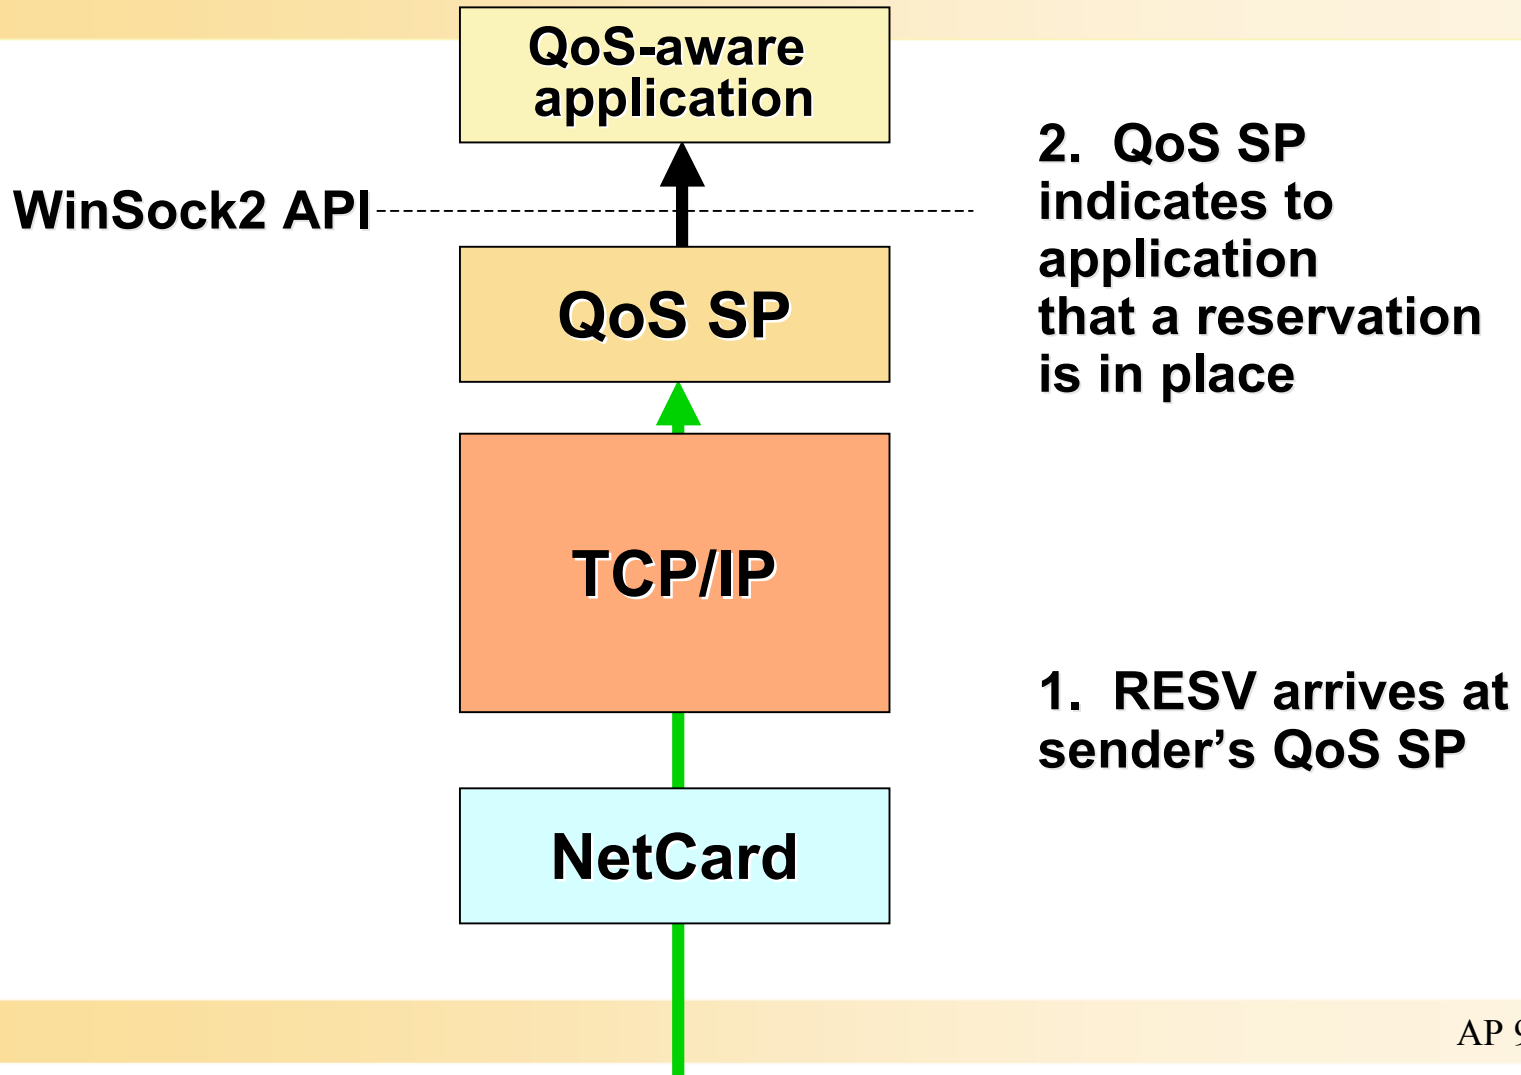 QoS-aware
application
WinSock2 API
2. QoS SP
indicates to
application
that a reservation
is in place
QoS SP
TCP/IP
1. RESV arrives at
sender’s QoS SP
NetCard
AP 9